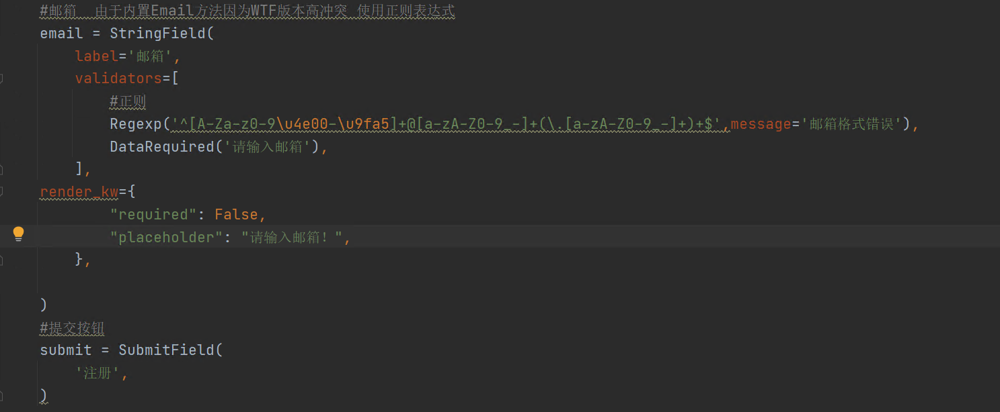 #邮箱  由于内置Email方法因为WTF版本高冲突 使用正则表达式
email = StringField(
    label='邮箱',
    validators=[
        #正则
        Regexp('^[A-Za-z0-9\u4e00-\u9fa5]+@[a-zA-Z0-9_-]+(\.[a-zA-Z0-9_-]+)+$',message='邮箱格式错误'),
        DataRequired('请输入邮箱'),
    ],
render_kw={
        "required": False,
        "placeholder": "请输入邮箱！",
    },
)
#提交按钮
submit = SubmitField(
    '注册',
)